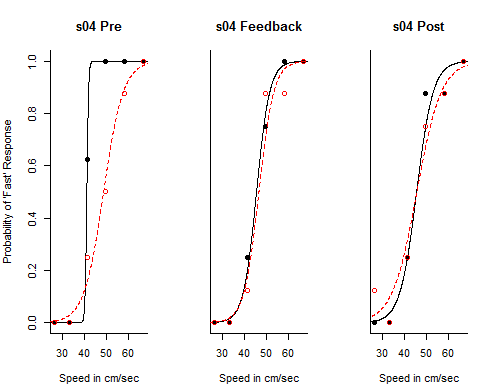 s04 Pre
s04 Feedback
s04 Post
Probability of 'Fast' Response
1.0
0.8
0.6
0.4
0.2
0.0
30 40 50 60
30 40 50 60
30 40 50 60
Speed in cm/sec
Speed in cm/sec
Speed in cm/sec